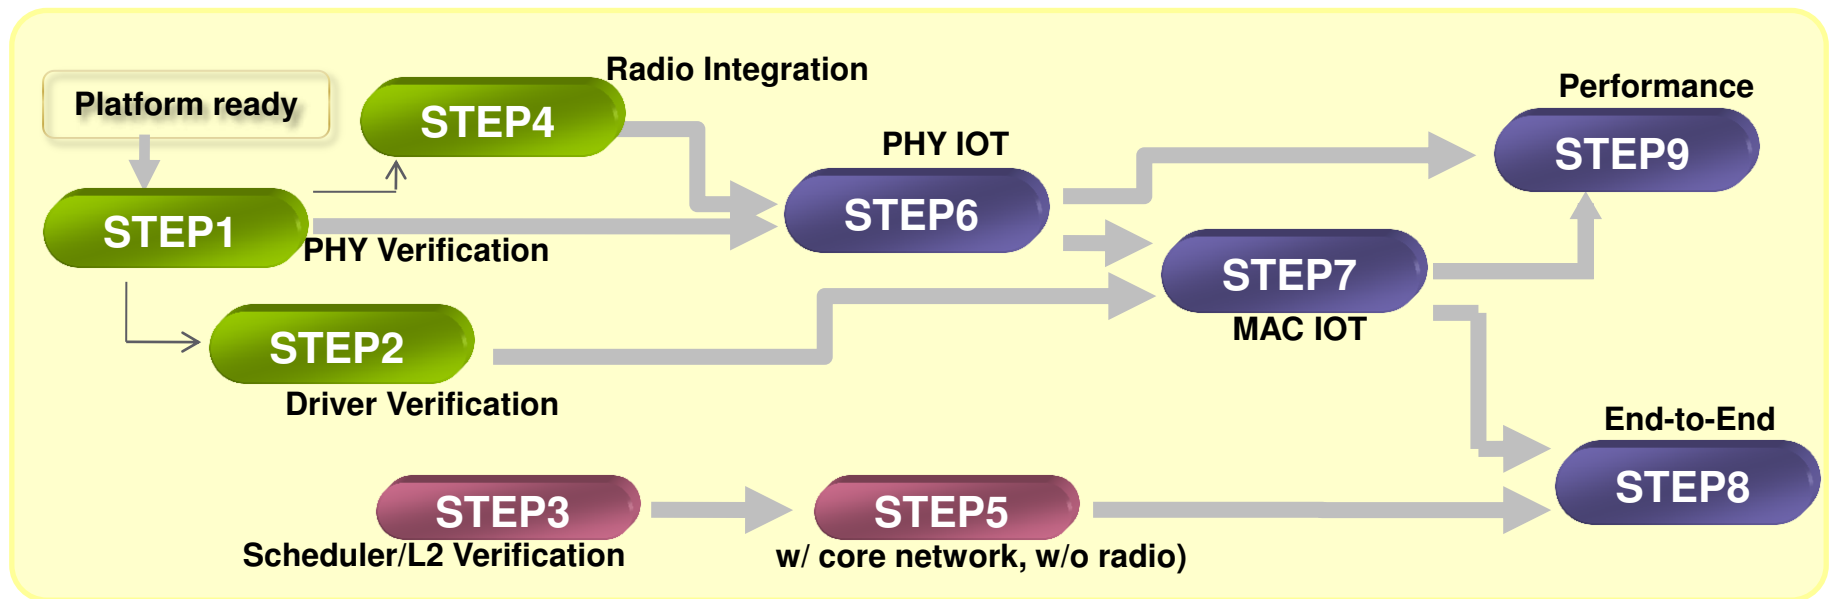 Radio Integration
Performance
Platform ready
STEP4
PHY IOT
STEP9
STEP1
STEP6
PHY Verification
STEP7
MAC IOT
STEP2
Driver Verification
End-to-End
STEP8
STEP3
STEP5
Scheduler/L2 Verification
w/ core network, w/o radio)